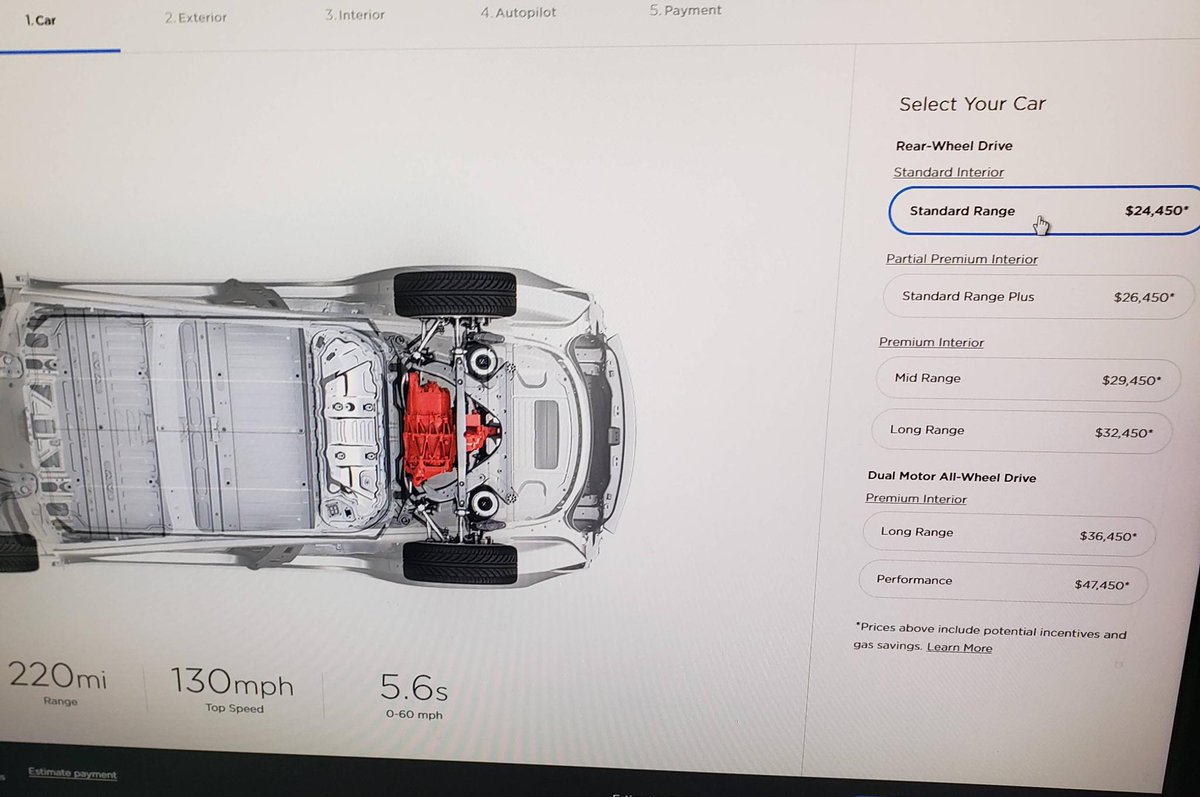 1. Car
2. Exterior
3. Interior
4. Autopilot
5. Payment
Select Your Car
Rear-Wheel Drive
Standard Interior
Standard Range $24,450*
Partial Premium Interior
Standard Range Plus $26,450*
Premium Interior
Mid Range $29,450*
Long Range $32,450*
Dual Motor All-Wheel Drive
Premium Interior
Long Range $36,450*
Performance $47,450*
*Prices above include potential incentives and
gas savings. Learn More
220mi
Range
130mph
Top Speed
5.6s
0-60 mph
Estimate payment